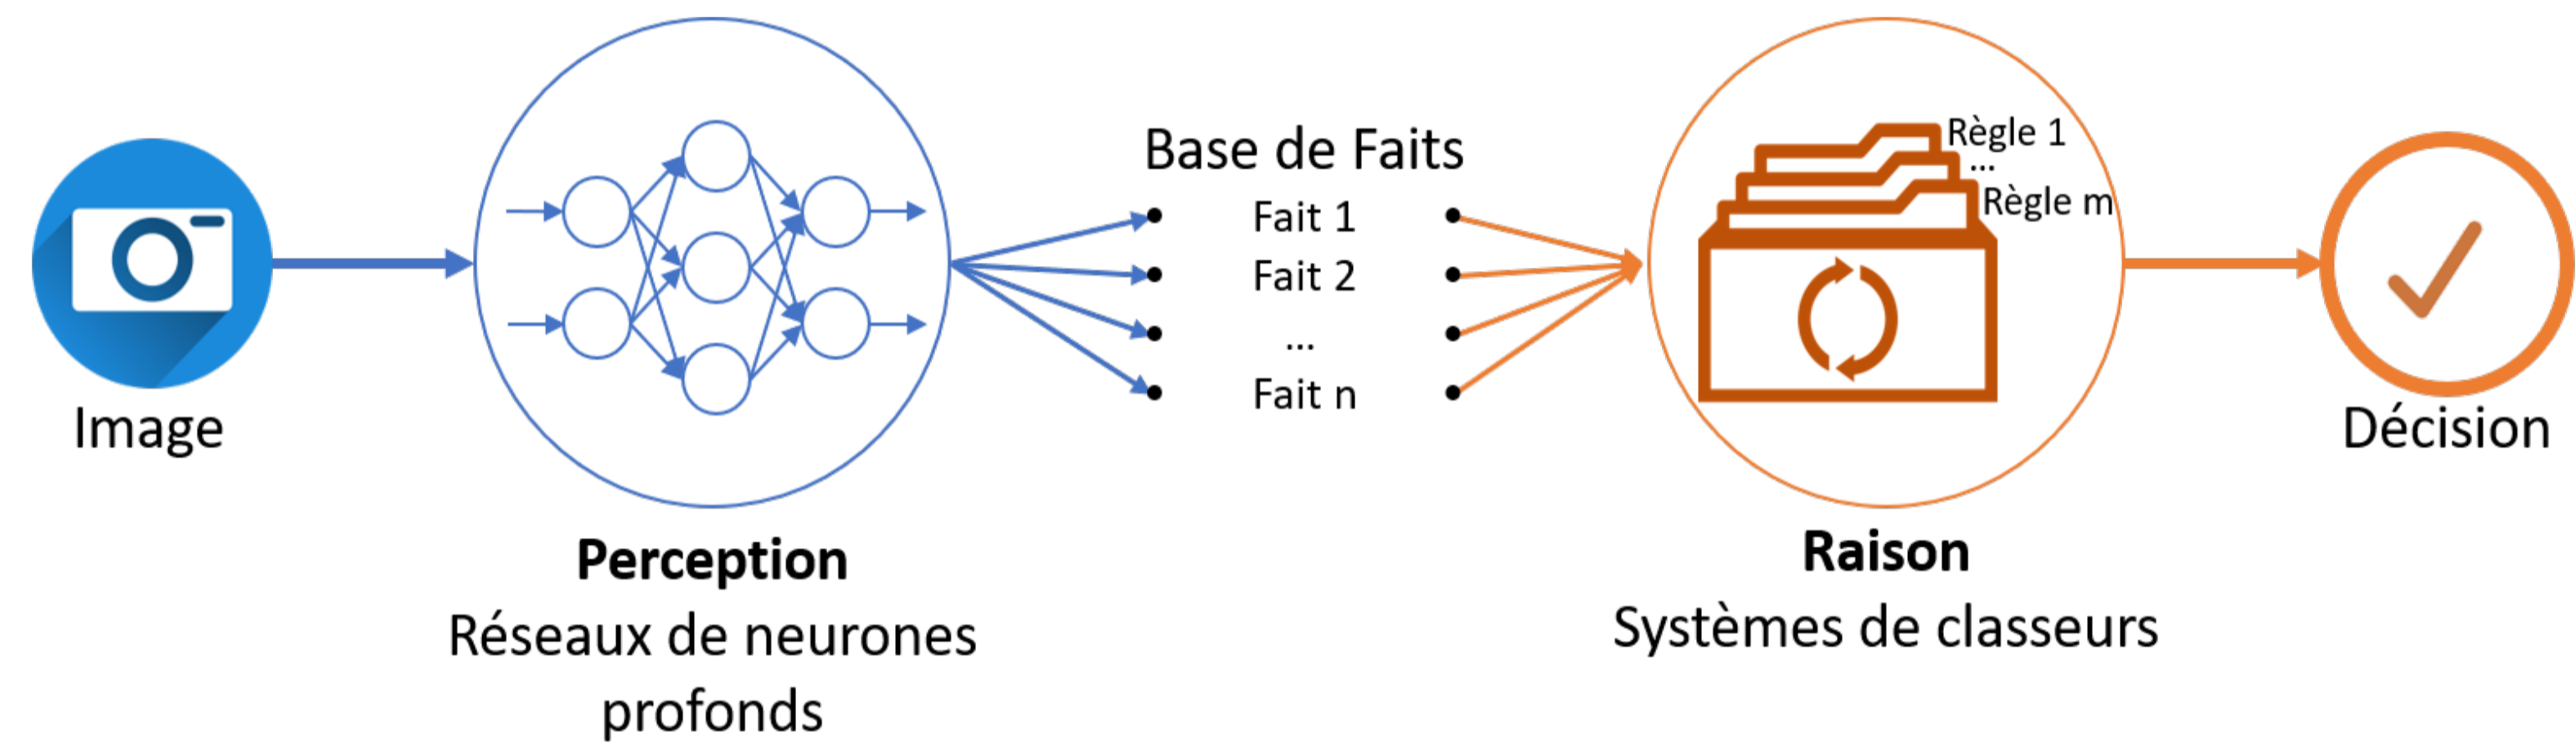 Image
Perception
Réseaux de neurones
profonds
Base de Faits
Fait 1
Fait 2
...
Fait n
Règle 1
...
Règle m
Raison
Systèmes de classeurs
Décision